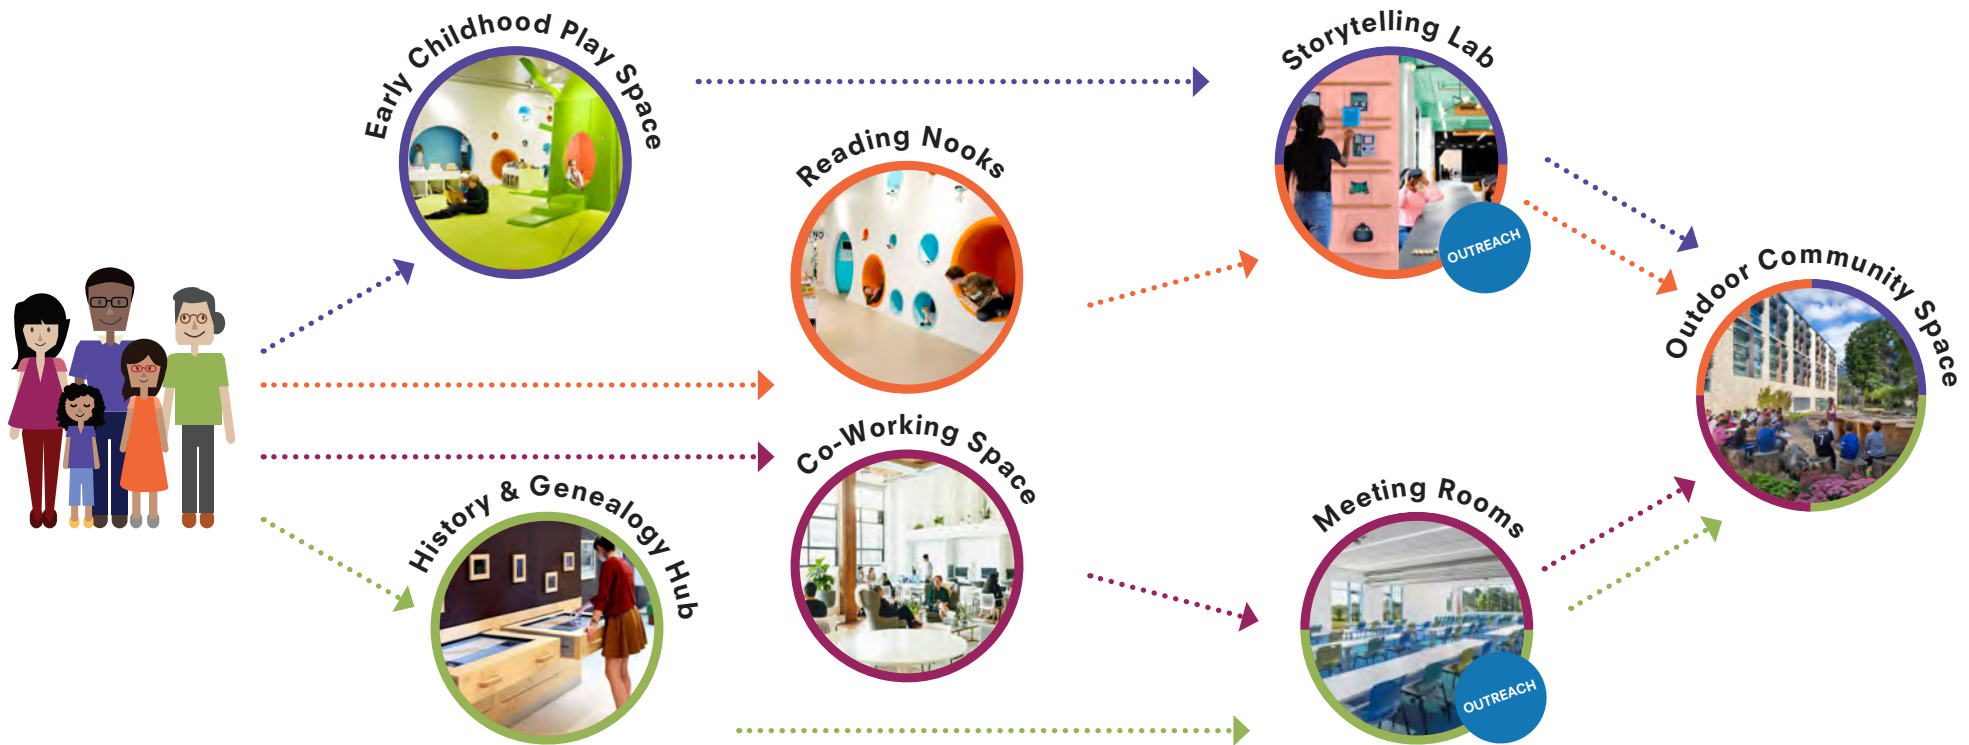 Early Childhood Play Space
Storytelling Lab
Reading Nooks
OUTREACH
Outdoor Community Space
Co-Working Space
History & Genealogy Hub
Meeting Rooms
OUTREACH